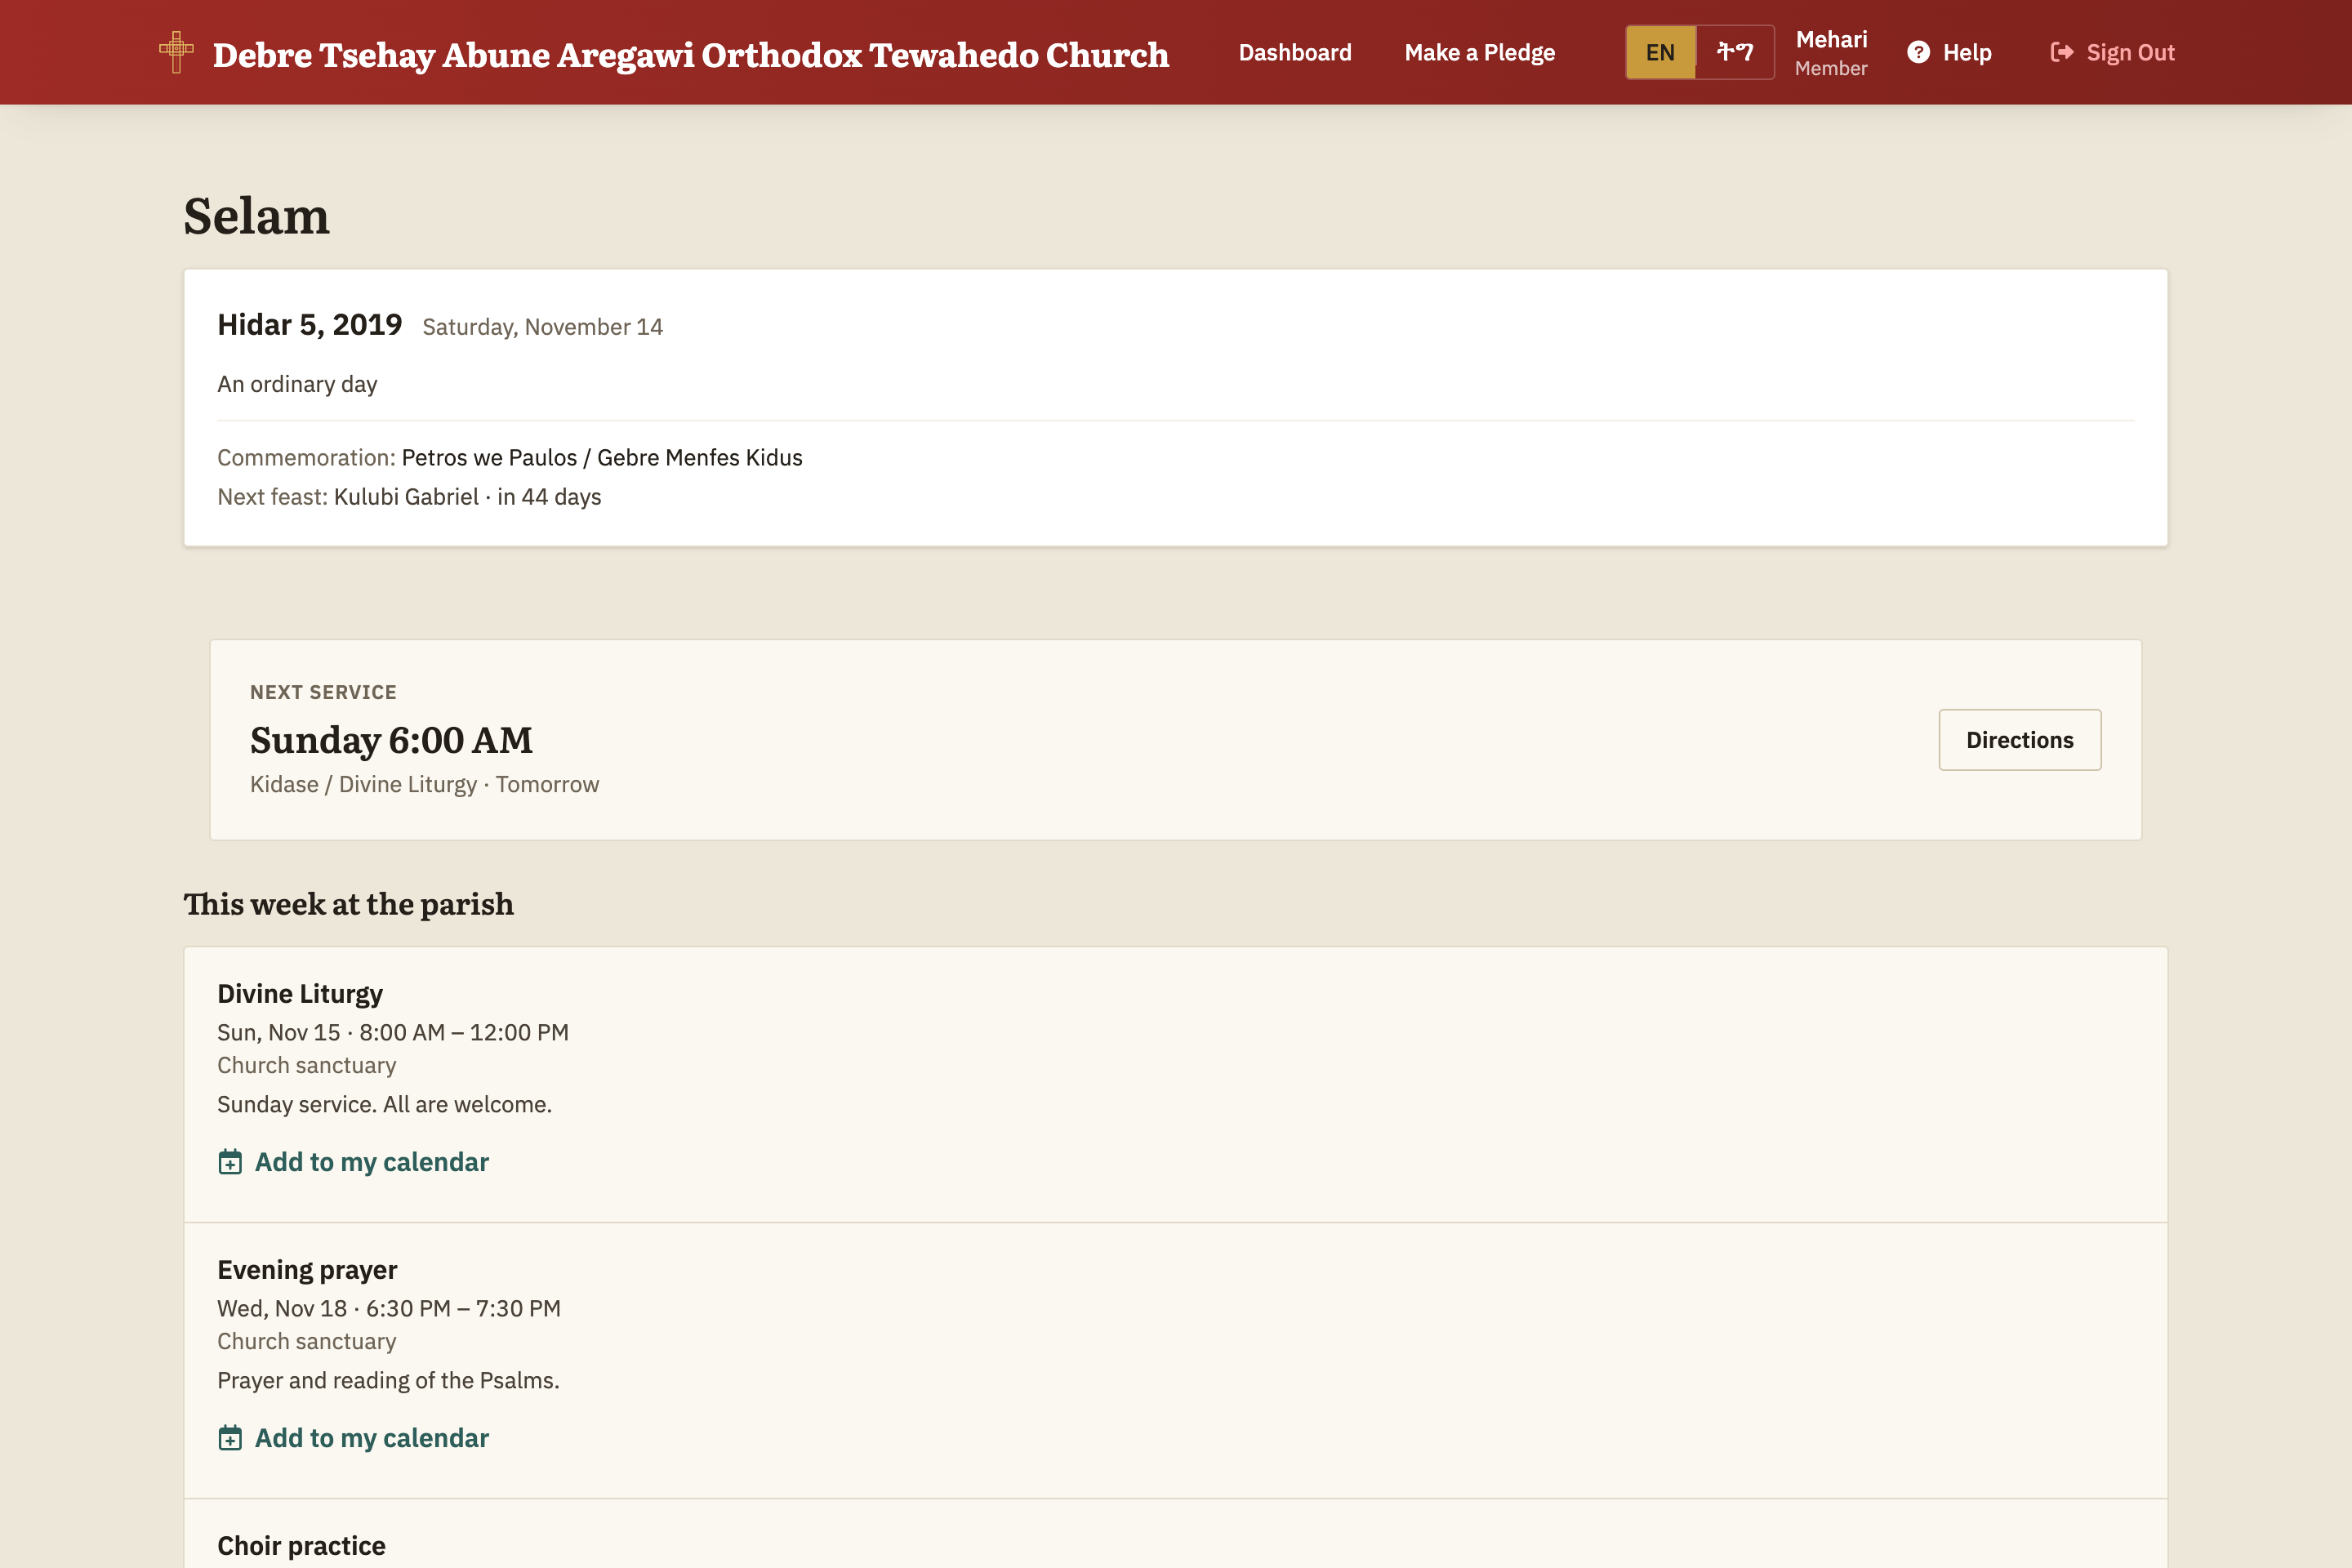 Debre Tsehay Abune Aregawi Orthodox Tewahedo Church
Dashboard
Make a Pledge
EN
ትግ
Mehari
Member
Help
Sign Out
Selam
Hidar 5, 2019 Saturday, November 14
An ordinary day
Commemoration: Petros we Paulos / Gebre Menfes Kidus
Next feast: Kulubi Gabriel · in 44 days
NEXT SERVICE
Sunday 6:00 AM
Kidase / Divine Liturgy · Tomorrow
Directions
This week at the parish
Divine Liturgy
Sun, Nov 15 · 8:00 AM – 12:00 PM
Church sanctuary
Sunday service. All are welcome.
Add to my calendar
Evening prayer
Wed, Nov 18 · 6:30 PM – 7:30 PM
Church sanctuary
Prayer and reading of the Psalms.
Add to my calendar
Choir practice